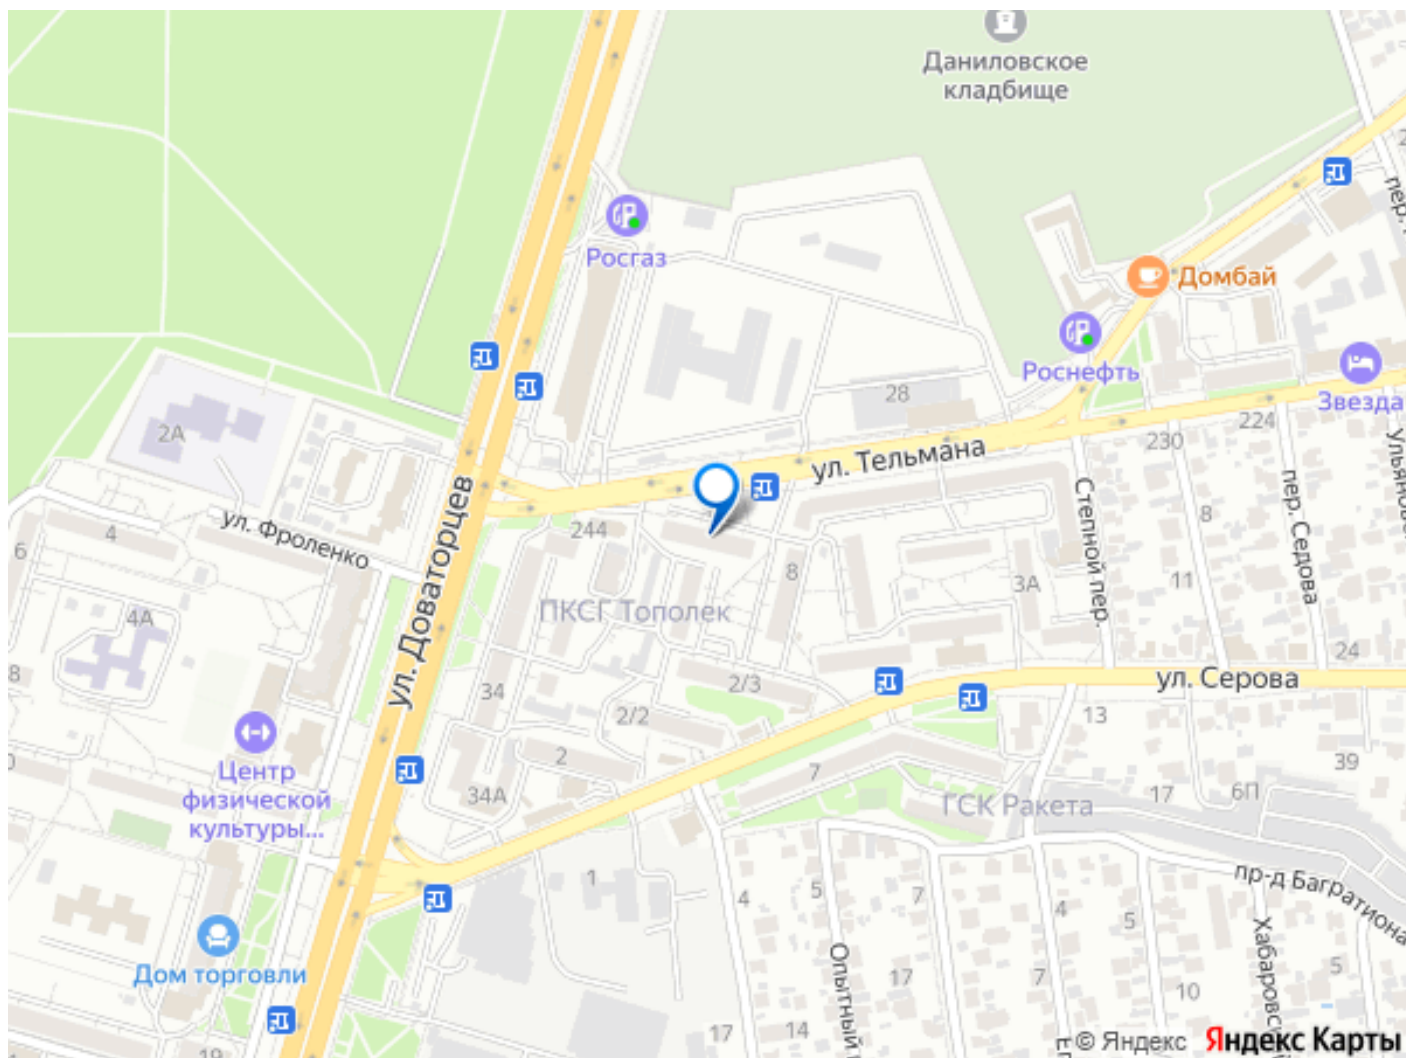 Даниловское
кладбище
Росгаз
Домбай
Роснефть
Звезда
28
2А
ул. Тельмана
224
230
244
ул. Фроленко
4
6
ул. Доваторцев
Степной пер.
пер. Седова
8
8
11
3А
ПКСГ Тополек
4А
8
34
2/3
2/2
24
ул. Серова
13
2
7
34А
Центр
физической
культуры...
39
6П
17
ГСК Ракета
1
4
5
7
4
5
пр-д Багратиона
Дом торговли
Опытный
17
7
10
5
17
14
19
© Яндекс
Яндекс Карты